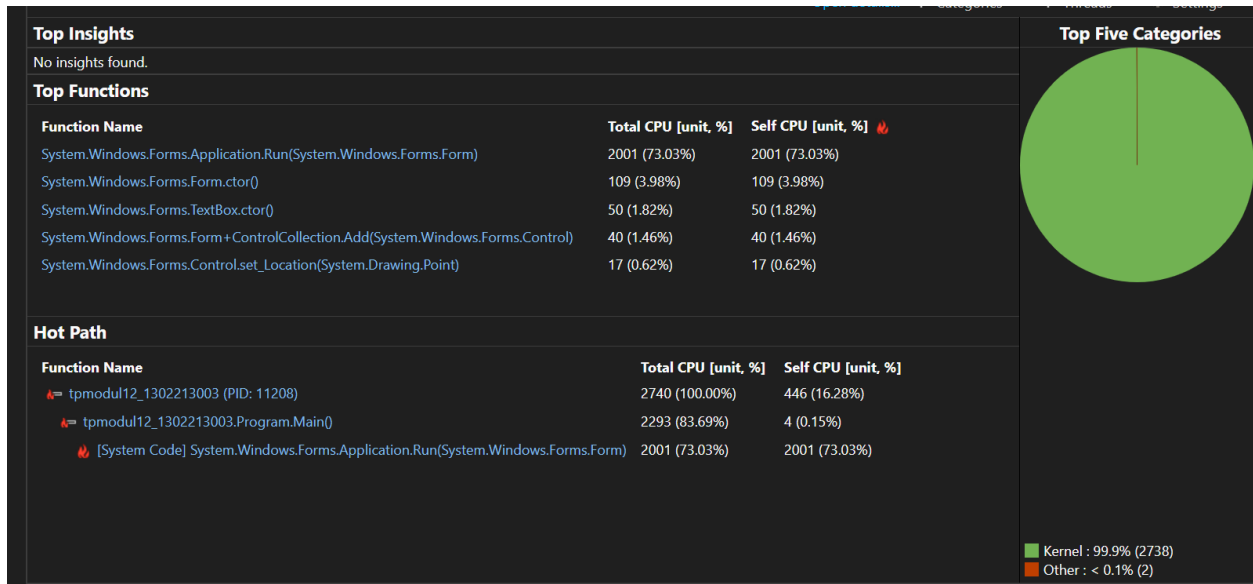 Top Insights
No insights found.
Top Functions
Function Name Total CPU [unit, %] Self CPU [unit, %]
System.Windows.Forms.Application.Run(System.Windows.Forms.Form) 2001 (73.03%) 2001 (73.03%)
System.Windows.Forms.Form.ctor() 109 (3.98%) 109 (3.98%)
System.Windows.Forms.TextBox.ctor() 50 (1.82%) 50 (1.82%)
System.Windows.Forms.Form+ControlCollection.Add(System.Windows.Forms.Control) 40 (1.46%) 40 (1.46%)
System.Windows.Forms.Control.set_Location(System.Drawing.Point) 17 (0.62%) 17 (0.62%)
Hot Path
Function Name Total CPU [unit, %] Self CPU [unit, %]
tpmodul12_1302213003 (PID: 11208) 2740 (100.00%) 446 (16.28%)
tpmodul12_1302213003.Program.Main() 2293 (83.69%) 4 (0.15%)
[System Code] System.Windows.Forms.Application.Run(System.Windows.Forms.Form) 2001 (73.03%) 2001 (73.03%)
Top Five Categories
Kernel : 99.9% (2738)
Other : < 0.1% (2)